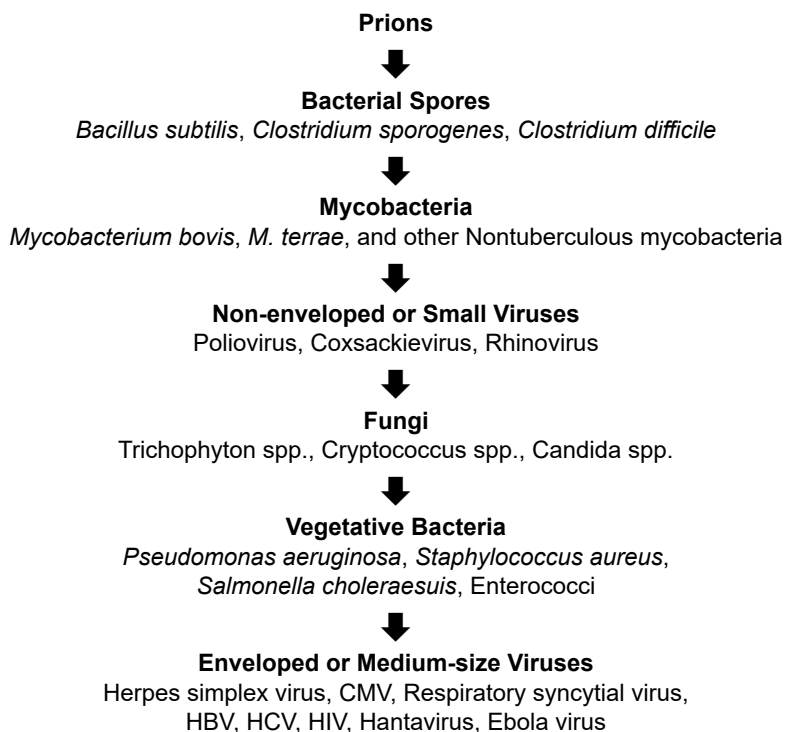 Prions
Bacterial Spores
Bacillus subtilis, Clostridium sporogenes, Clostridium difficile
Mycobacteria
Mycobacterium bovis, M. terrae, and other Nontuberculous mycobacteria
Non-enveloped or Small Viruses
Poliovirus, Coxsackievirus, Rhinovirus
Fungi
Trichophyton spp., Cryptococcus spp., Candida spp.
Vegetative Bacteria
Pseudomonas aeruginosa, Staphylococcus aureus,
Salmonella choleraesuis, Enterococci
Enveloped or Medium-size Viruses
Herpes simplex virus, CMV, Respiratory syncytial virus,
HBV, HCV, HIV, Hantavirus, Ebola virus